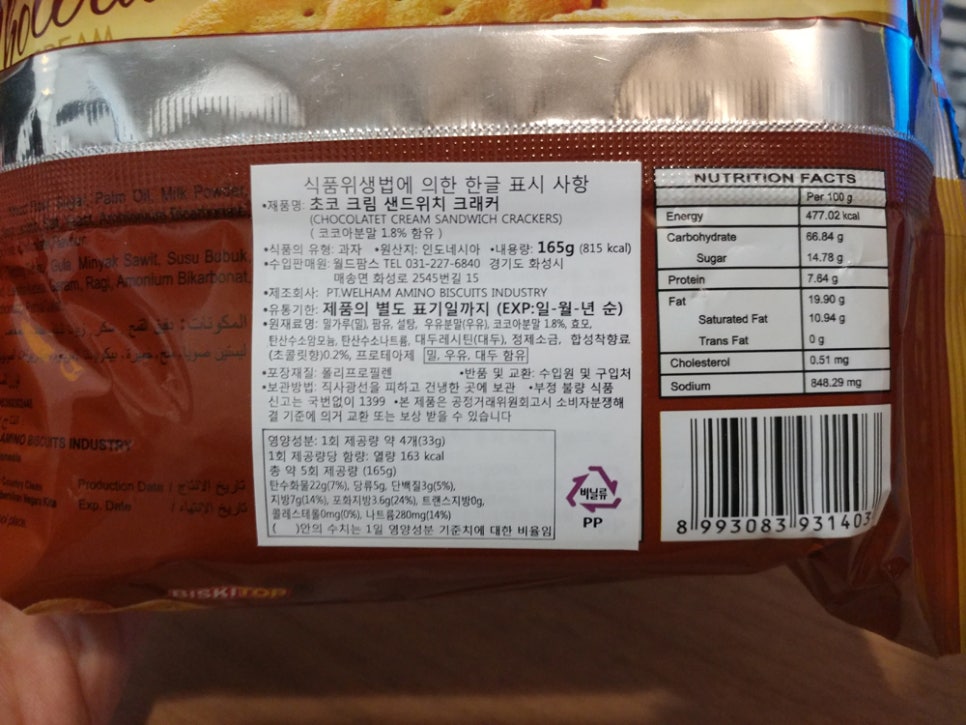 CREAM
Sugar, Palm Oil, Milk Powder,
Gula, Minyak Sawit, Susu Bubuk,
Garam, Ragi, Amonium Bikarbonat,
AMINO BISCUITS INDUSTRY
Production Date / تاريخ الانتاج
Exp. Date / تاريخ الانتهاء
BISKITOP
식품위생법에 의한 한글 표시 사항
•제품명: 초코 크림 샌드위치 크래커
(CHOCOLATET CREAM SANDWICH CRACKERS)
( 코코아분말 1.8% 함유 )
•식품의 유형: 과자 •원산지: 인도네시아 •내용량: 165g (815 kcal)
•수입판매원: 월드팜스 TEL 031-227-6840 경기도 화성시
매송면 화성로 2545번길 15
•제조회사: PT.WELHAM AMINO BISCUITS INDUSTRY
•유통기한: 제품의 별도 표기일까지 (EXP:일-월-년 순)
•원재료명: 밀가루(밀), 팜유, 설탕, 우유분말(우유), 코코아분말 1.8%, 효모,
탄산수소암모늄, 탄산수소나트륨, 대두레시틴(대두), 정제소금, 합성착향료
(초콜릿향)0.2%, 프로테아제 밀, 우유, 대두 함유
•포장재질: 폴리프로필렌 •반품 및 교환: 수입원 및 구입처
•보관방법: 직사광선을 피하고 건냉한 곳에 보관 •부정 불량 식품
신고는 국번없이 1399 •본 제품은 공정거래위원회고시 소비자분쟁해
결 기준에 의거 교환 또는 보상 받을 수 있습니다
영양성분: 1회 제공량 약 4개(33g)
1회 제공량당 함량: 열량 163 kcal
총 약 5회 제공량 (165g)
탄수화물22g(7%), 당류5g, 단백질3g(5%),
지방7g(14%), 포화지방3.6g(24%), 트랜스지방0g,
콜레스테롤0mg(0%), 나트륨280mg(14%)
( )안의 수치는 1일 영양성분 기준치에 대한 비율임
비닐류
PP
NUTRITION FACTS
Per 100 g
Energy 477.02 kcal
Carbohydrate 66.84 g
Sugar 14.78 g
Protein 7.64 g
Fat 19.90 g
Saturated Fat 10.94 g
Trans Fat 0 g
Cholesterol 0.51 mg
Sodium 848.29 mg
8 993083 931403